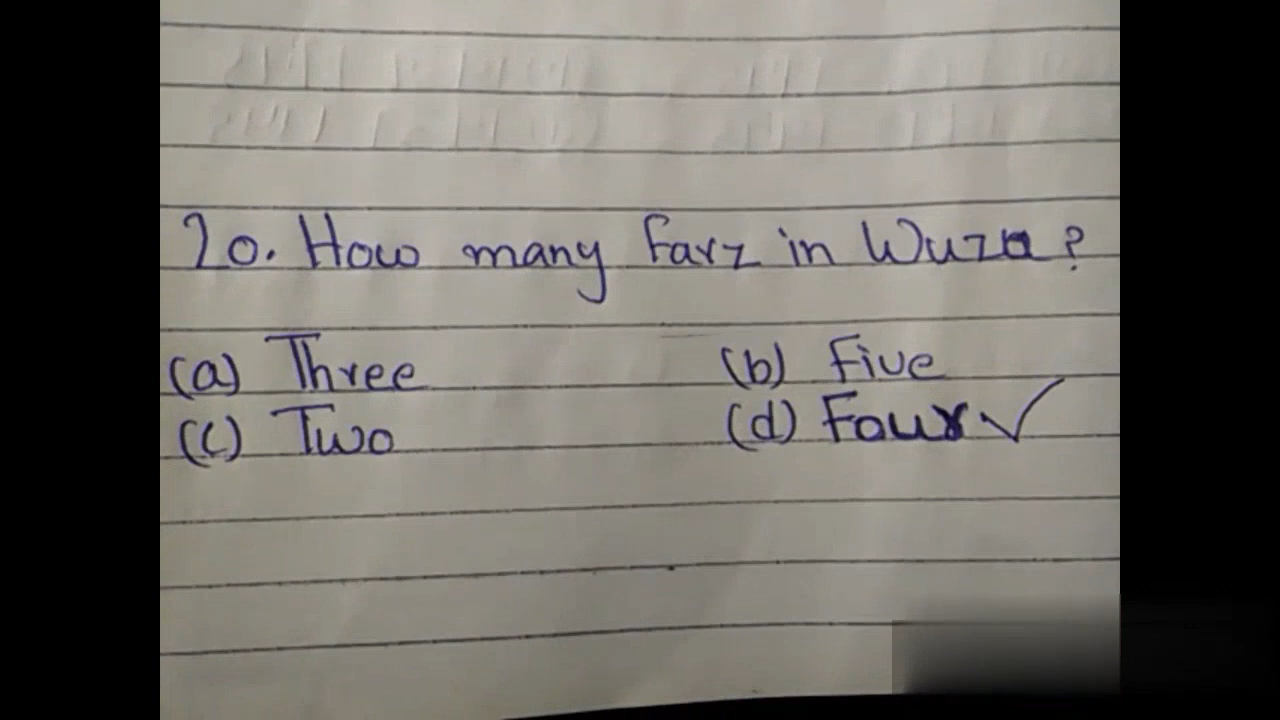 20. How many Farz in Wuzu?
(a) Three (b) Five
(c) Two (d) Four ✓